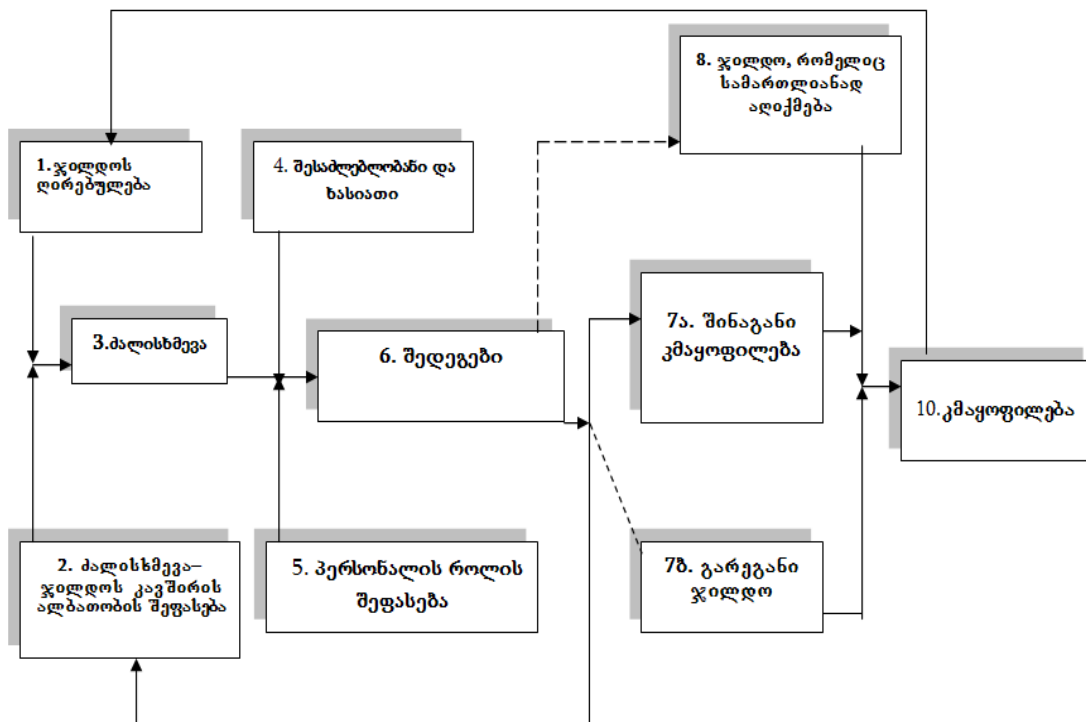 1.ჯილდოს
ღირებულება
2. ძალისხმევა–
ჯილდოს კავშირის
ალბათობის შეფასება
3.ძალისხმევა
4. შესაძლებლობანი და
ხასიათი
5. პერსონალის როლის
შეფასება
6. შედეგები
7ა. შინაგანი
კმაყოფილება
7ბ. გარეგანი
ჯილდო
8. ჯილდო, რომელიც
სამართლიანად
აღიქმება
10.კმაყოფილება